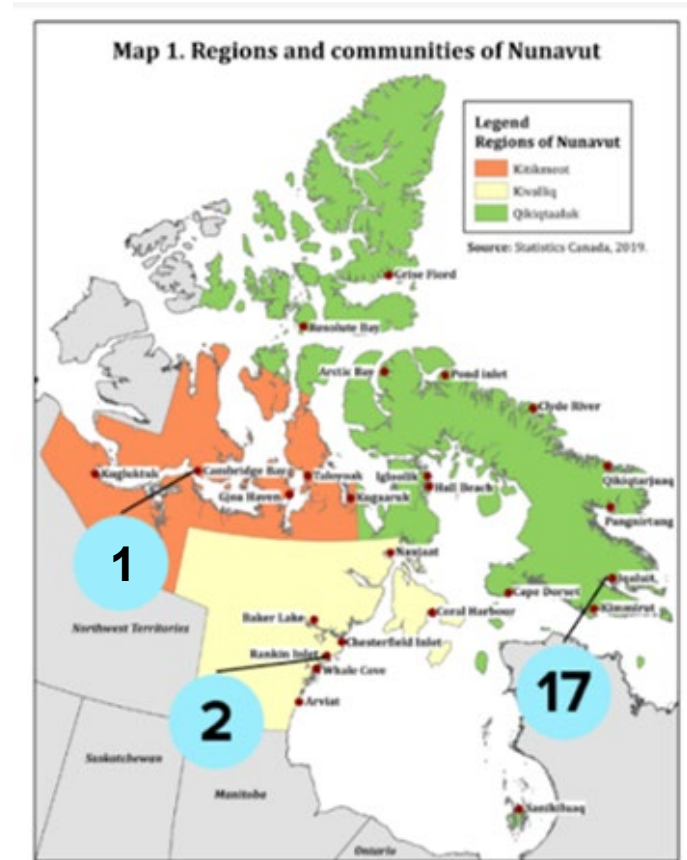 Map 1. Regions and communities of Nunavut
Legend
Regions of Nunavut
Kitikmeot
Kivalliq
Qikiqtaaluk
Source: Statistics Canada, 2019.
Grise Fiord
Resolute Bay
Arctic Bay
Pond inlet
Clyde River
Kugluktuk
Cambridge Bay
Taloyoak
Igloolik
Qikiqtarjuaq
Gjoa Haven
Kugaaruk
Hall Beach
Pangnirtung
1
Naujaat
Iqaluit
Cape Dorset
Kimmirut
Northwest Territories
Baker Lake
Coral Harbour
Chesterfield Inlet
Rankin Inlet
Whale Cove
17
2
Arviat
Saskatchewan
Manitoba
Sanikiluaq
Ontario